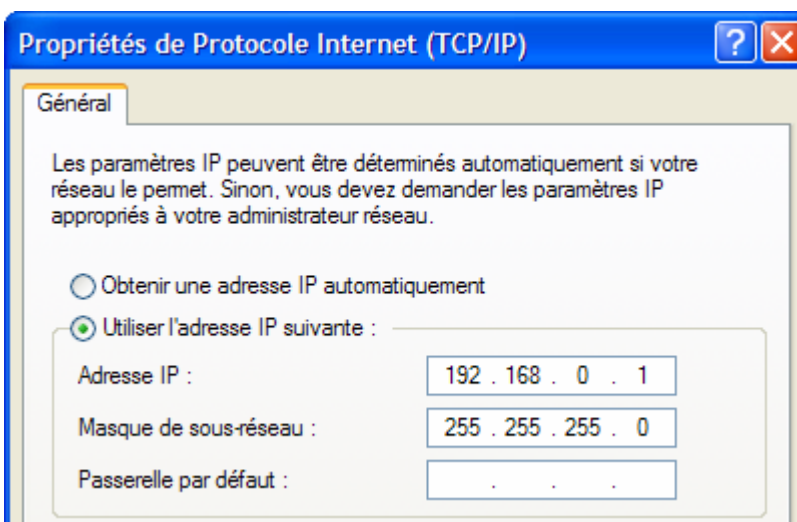 Propriétés de Protocole Internet (TCP/IP)
Général
Les paramètres IP peuvent être déterminés automatiquement si votre
réseau le permet. Sinon, vous devez demander les paramètres IP
appropriés à votre administrateur réseau.
Obtenir une adresse IP automatiquement
Utiliser l'adresse IP suivante :
Adresse IP : 192 . 168 . 0 . 1
Masque de sous-réseau : 255 . 255 . 255 . 0
Passerelle par défaut : . . .